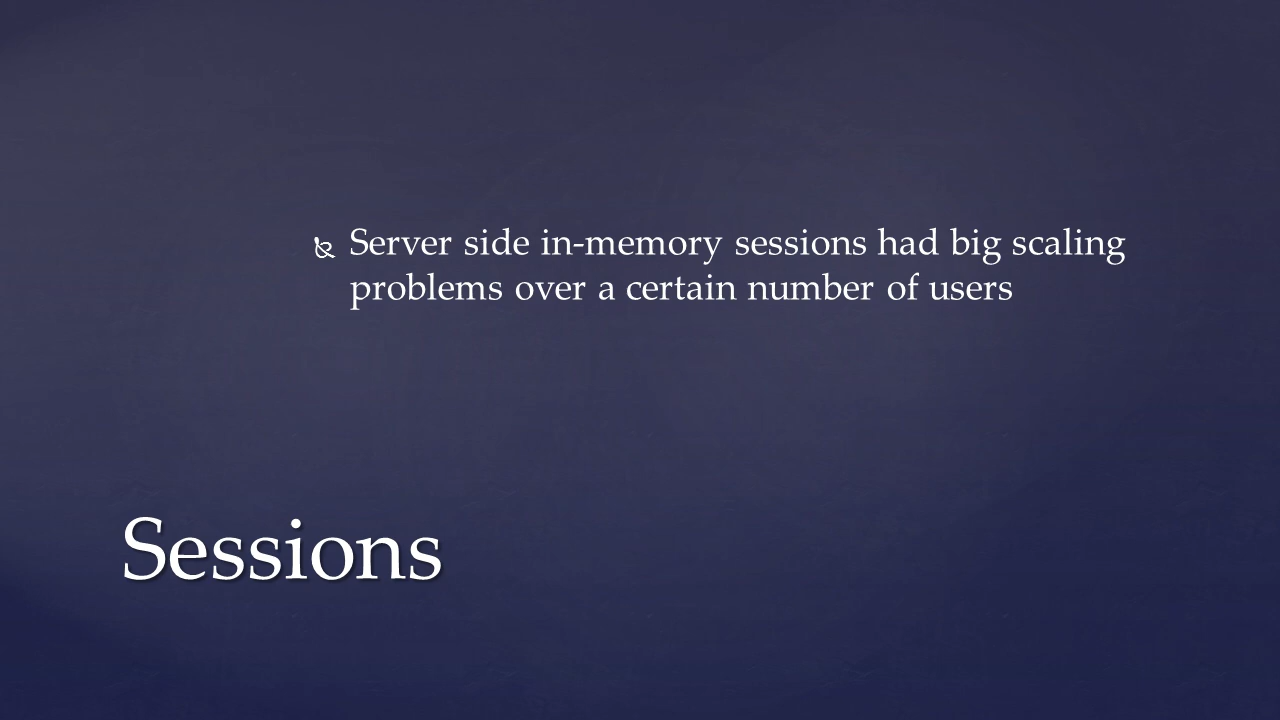 Server side in-memory sessions had big scaling
problems over a certain number of users
Sessions